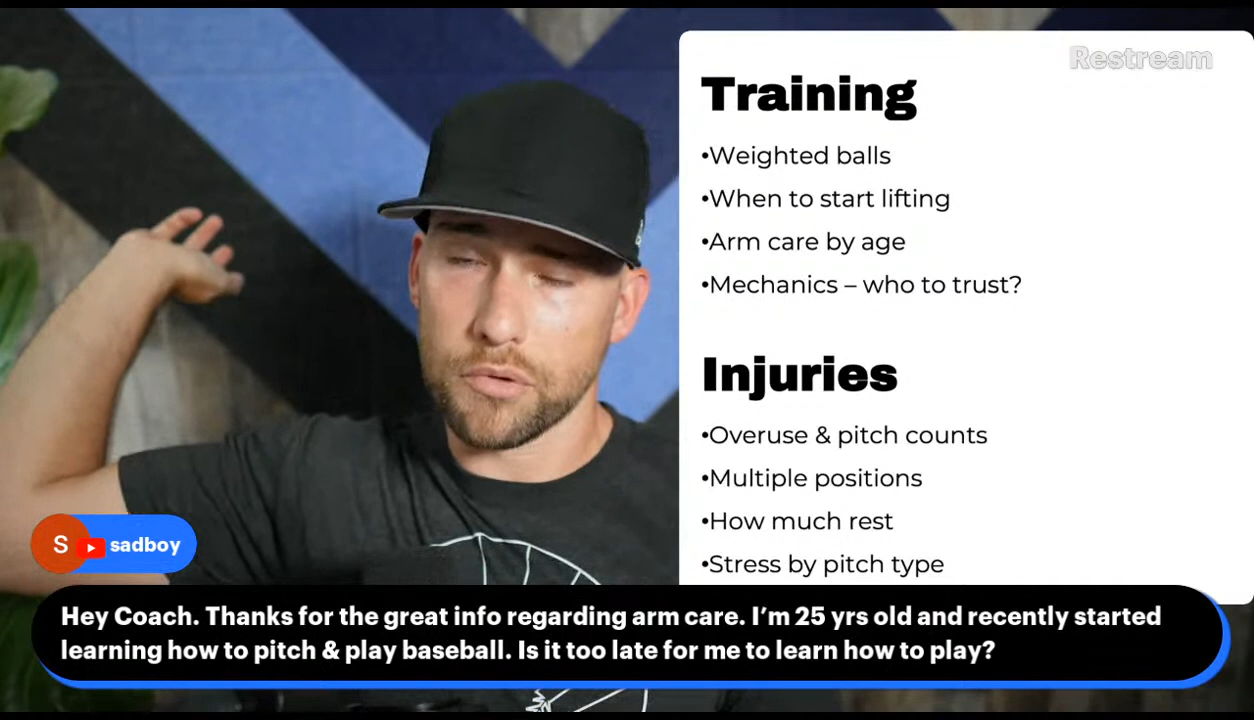 Restream
Training
•Weighted balls
•When to start lifting
•Arm care by age
•Mechanics – who to trust?
Injuries
•Overuse & pitch counts
•Multiple positions
•How much rest
•Stress by pitch type
S sadboy
Hey Coach. Thanks for the great info regarding arm care. I’m 25 yrs old and recently started
learning how to pitch & play baseball. Is it too late for me to learn how to play?